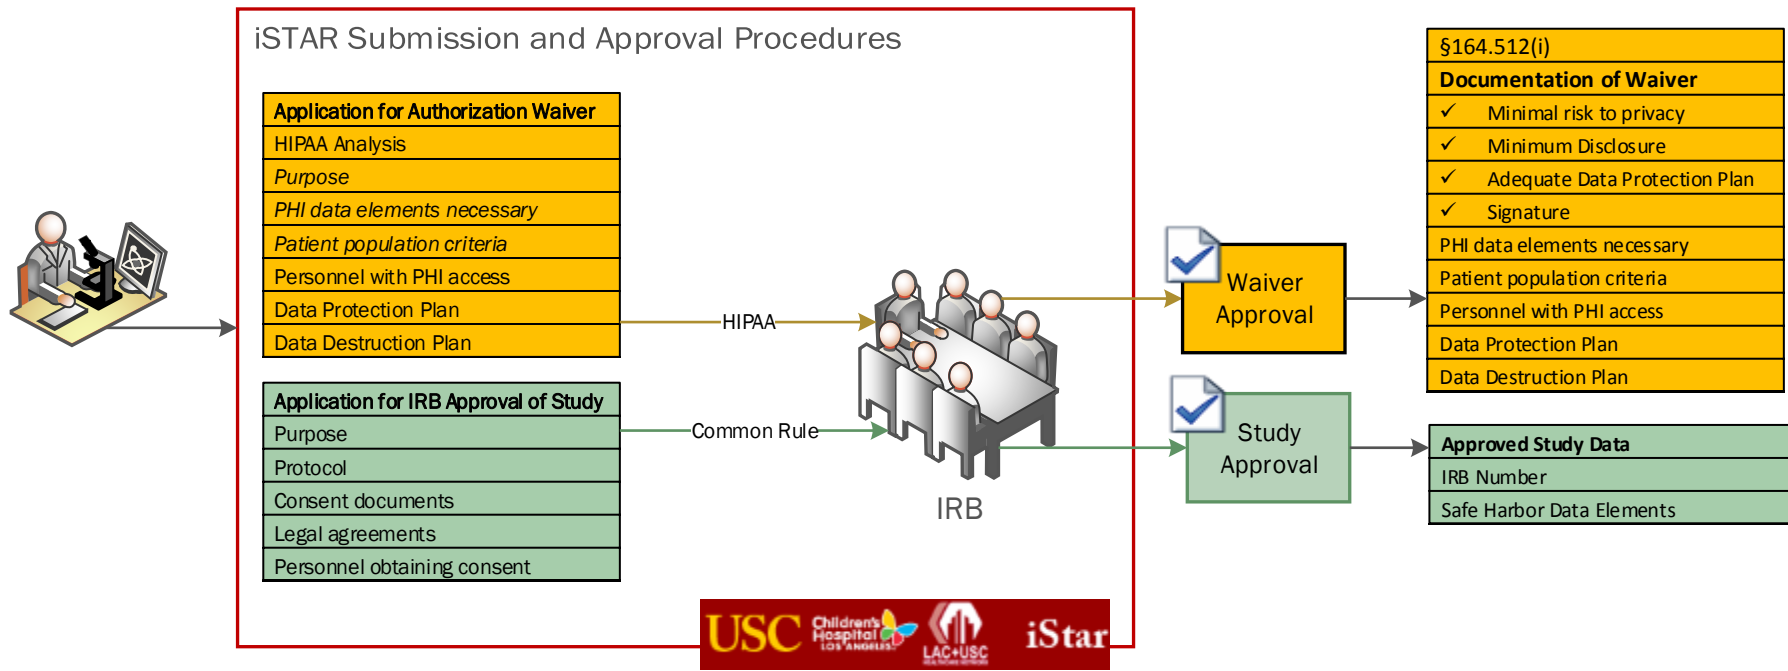 iSTAR Submission and Approval Procedures
Application for Authorization Waiver
HIPAA Analysis
Purpose
PHI data elements necessary
Patient population criteria
Personnel with PHI access
Data Protection Plan
Data Destruction Plan
HIPAA
Application for IRB Approval of Study
Purpose
Protocol
Consent documents
Legal agreements
Personnel obtaining consent
Common Rule
IRB
Waiver
Approval
Study
Approval
§164.512(i)
Documentation of Waiver
✓ Minimal risk to privacy
✓ Minimum Disclosure
✓ Adequate Data Protection Plan
✓ Signature
PHI data elements necessary
Patient population criteria
Personnel with PHI access
Data Protection Plan
Data Destruction Plan
Approved Study Data
IRB Number
Safe Harbor Data Elements
USC
Children's
Hospital
LOS ANGELES
LAC+USC
HEALTHCARE NETWORK
iStar